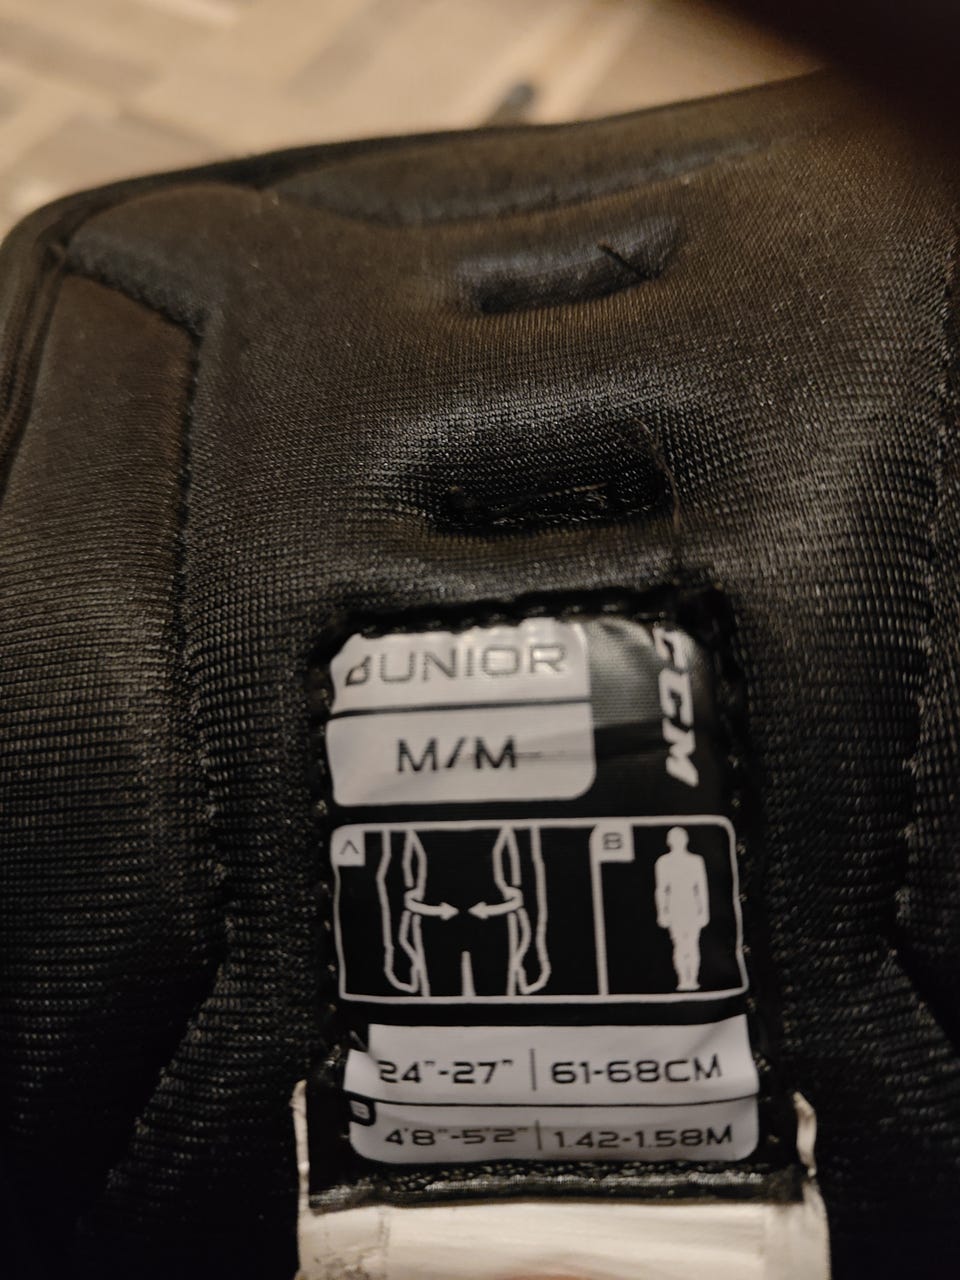 JUNIOR
CCM
M/M
A
B
A
24"-27" | 61-68CM
B
4'8"-5'2" | 1.42-1.58M